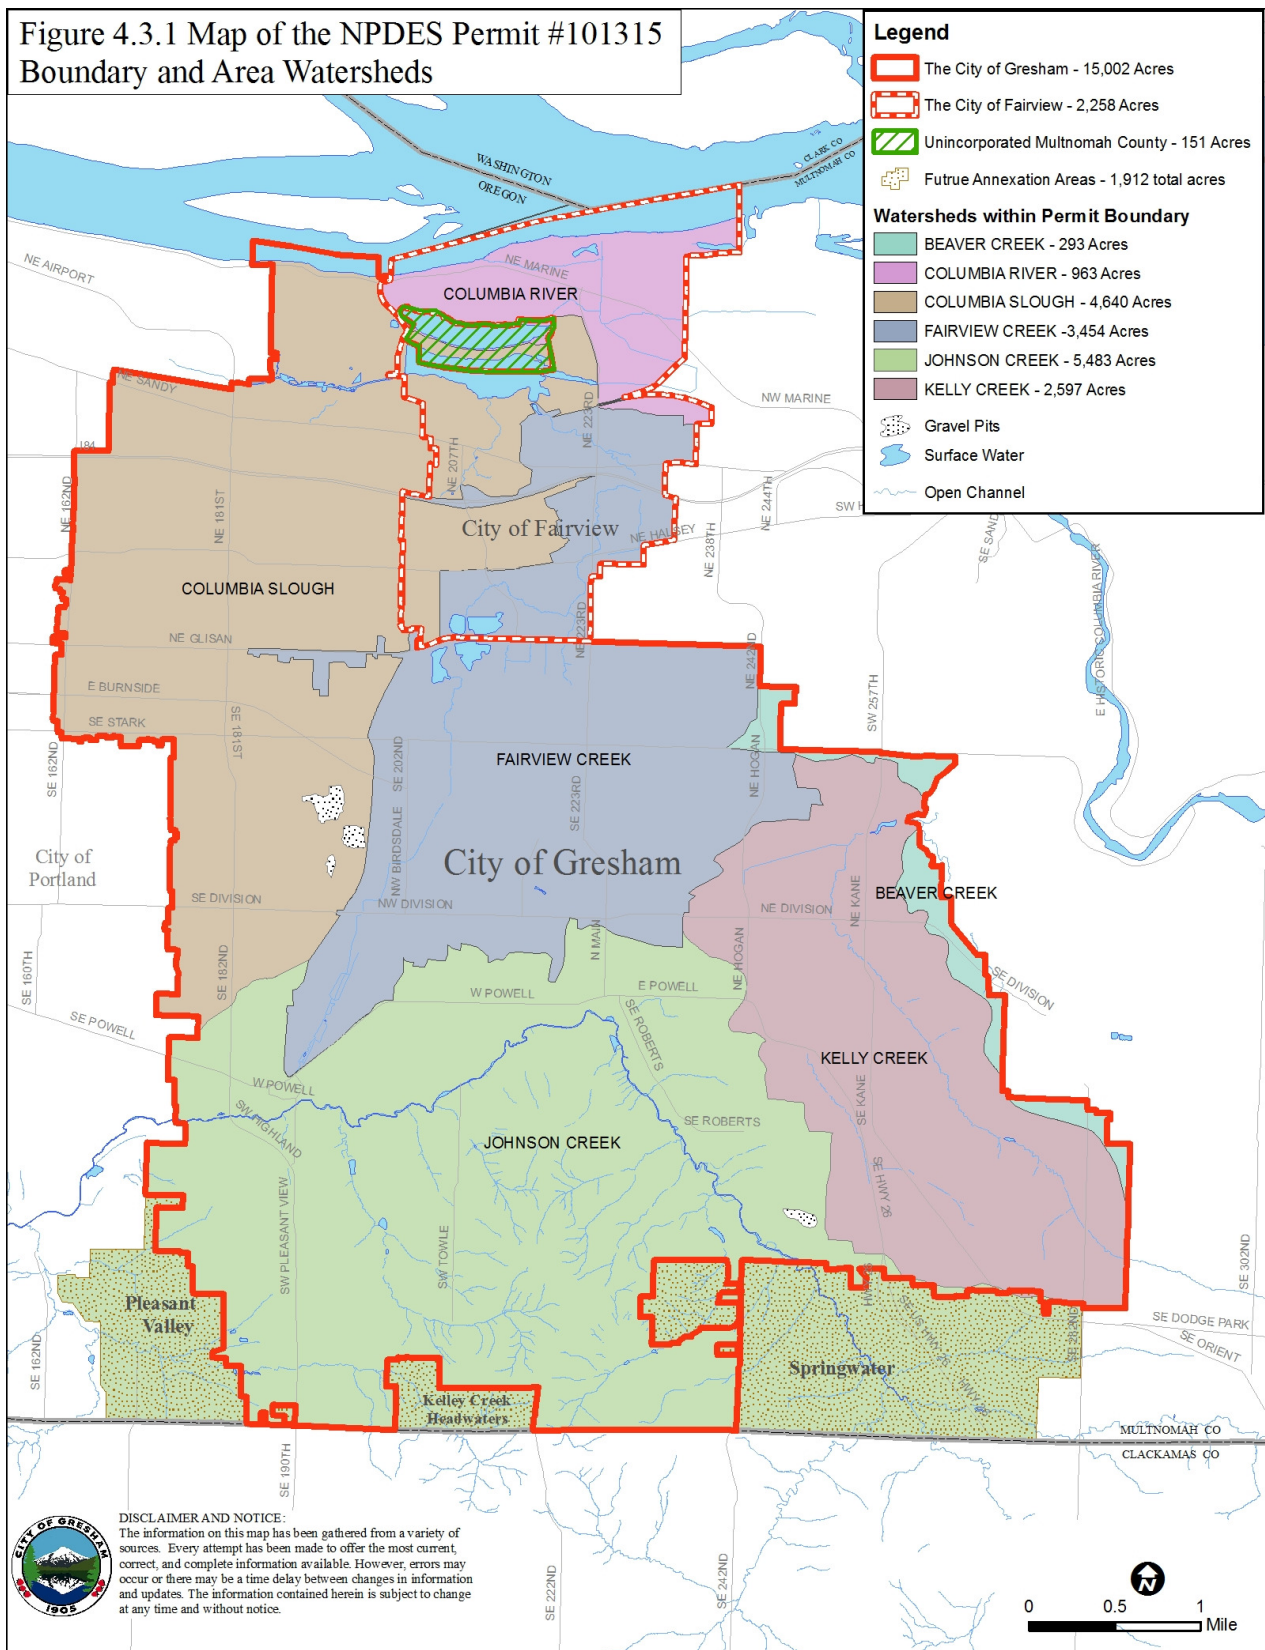 Figure 4.3.1 Map of the NPDES Permit #101315
Boundary and Area Watersheds
Legend
The City of Gresham - 15,002 Acres
The City of Fairview - 2,258 Acres
Unincorporated Multnomah County - 151 Acres
Futrue Annexation Areas - 1,912 total acres
Watersheds within Permit Boundary
BEAVER CREEK - 293 Acres
COLUMBIA RIVER - 963 Acres
COLUMBIA SLOUGH - 4,640 Acres
FAIRVIEW CREEK -3,454 Acres
JOHNSON CREEK - 5,483 Acres
KELLY CREEK - 2,597 Acres
Gravel Pits
Surface Water
Open Channel
WASHINGTON
OREGON
CLARK CO
MULTNOMAH CO
NE AIRPORT
NE MARINE
COLUMBIA RIVER
NE SANDY
NW MARINE
I84
NE 162ND
NE 181ST
NE 207TH
NE 223RD
NE 244TH
NE 238TH
SW H
SE SAND
City of Fairview
NE HALSEY
E HISTORIC COLUMBIA RIVER
COLUMBIA SLOUGH
NE GLISAN
NE 223RD
NE 242ND
E BURNSIDE
SE STARK
SE 181ST
SW 257TH
SE 162ND
SE 202ND
FAIRVIEW CREEK
NE HOGAN
SE 223RD
City of
Portland
NW BIRDSDALE
City of Gresham
BEAVER CREEK
SE DIVISION
NW DIVISION
NE DIVISION
NE KANE
N MAIN
NE HOGAN
SE 160TH
SE 182ND
SE DIVISION
W POWELL
E POWELL
SE POWELL
SE ROBERTS
KELLY CREEK
W POWELL
SW HIGHLAND
SE KANE
SE ROBERTS
JOHNSON CREEK
SE HWY 26
SW PLEASANT VIEW
SW TOWLE
SE 302ND
Pleasant
Valley
SE 282ND
SE DODGE PARK
SE ORIENT
SE 162ND
Springwater
Kelley Creek
Headwaters
MULTNOMAH CO
CLACKAMAS CO
SE 190TH
SE 222ND
SE 242ND
CITY OF GRESHAM
1905
DISCLAIMER AND NOTICE:
The information on this map has been gathered from a variety of
sources. Every attempt has been made to offer the most current,
correct, and complete information available. However, errors may
occur or there may be a time delay between changes in information
and updates. The information contained herein is subject to change
at any time and without notice.
N
0 0.5 1
Mile